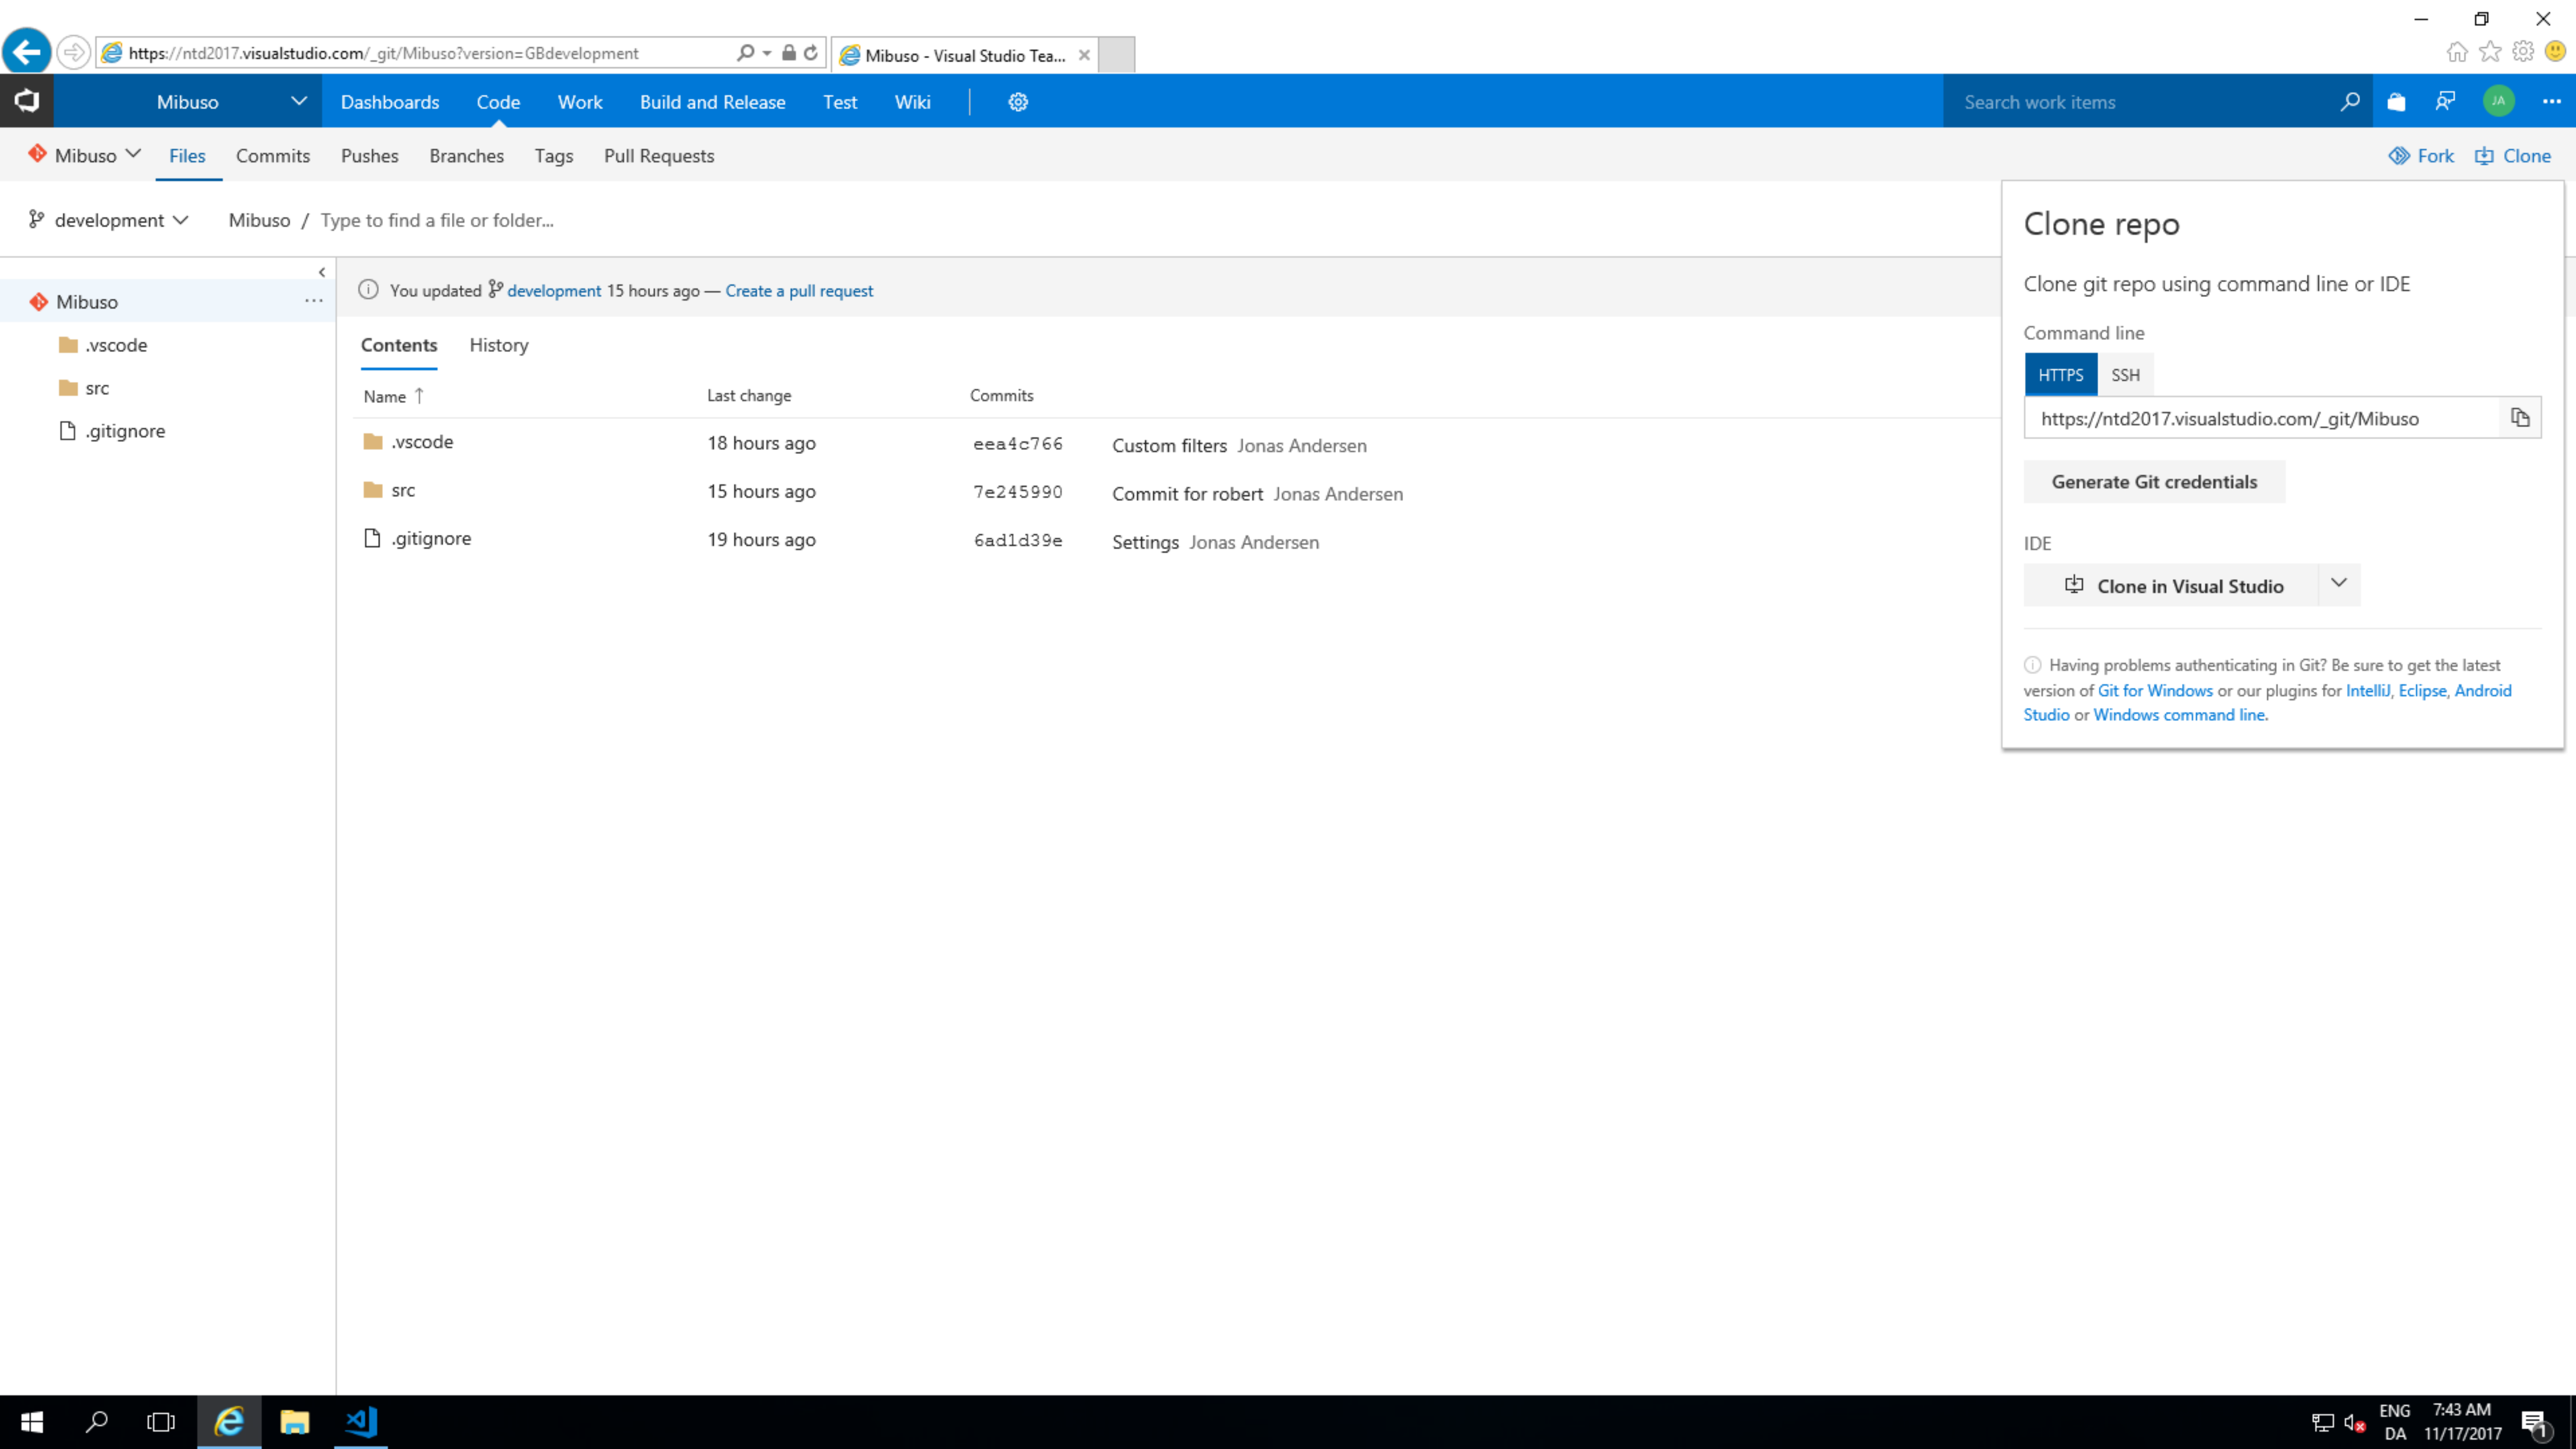 https://ntd2017.visualstudio.com/_git/Mibuso?version=GBdevelopment
Mibuso - Visual Studio Tea...
Mibuso Dashboards Code Work Build and Release Test Wiki Search work items JA
Mibuso Files Commits Pushes Branches Tags Pull Requests Fork Clone
development Mibuso / Type to find a file or folder...
Mibuso
.vscode
src
.gitignore
You updated development 15 hours ago — Create a pull request
Contents History
Name Last change Commits
.vscode 18 hours ago eea4c766 Custom filters Jonas Andersen
src 15 hours ago 7e245990 Commit for robert Jonas Andersen
.gitignore 19 hours ago 6ad1d39e Settings Jonas Andersen
Clone repo
Clone git repo using command line or IDE
Command line
HTTPS SSH
https://ntd2017.visualstudio.com/_git/Mibuso
Generate Git credentials
IDE
Clone in Visual Studio
Having problems authenticating in Git? Be sure to get the latest
version of Git for Windows or our plugins for IntelliJ, Eclipse, Android
Studio or Windows command line.
ENG 7:43 AM
DA 11/17/2017
1